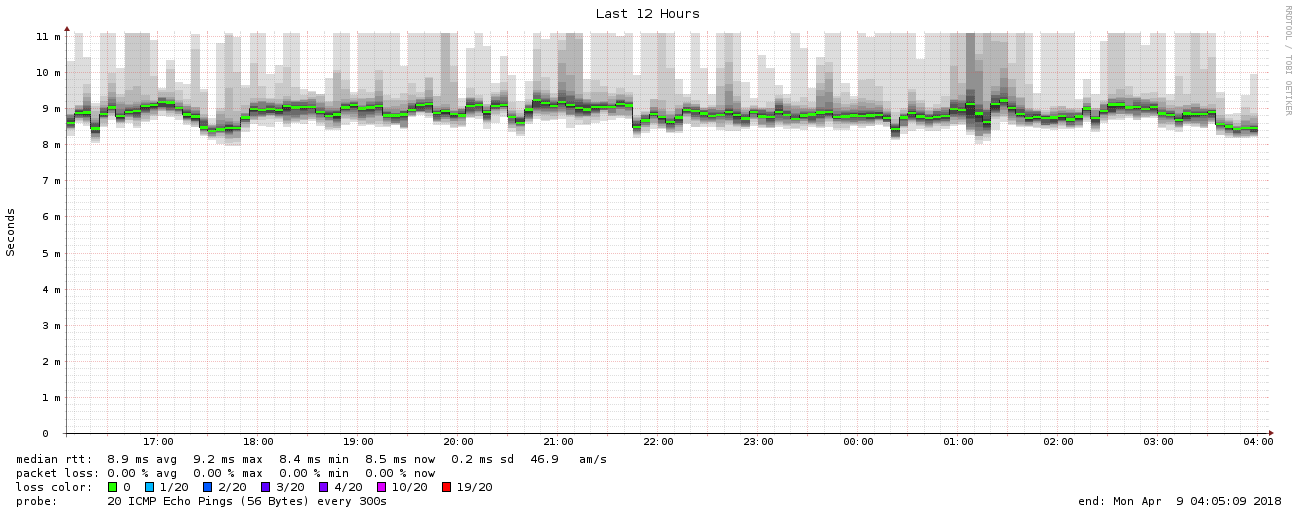 Last 12 Hours
RRDTOOL / TOBI OETIKER
Seconds
11 m
10 m
9 m
8 m
7 m
6 m
5 m
4 m
3 m
2 m
1 m
0
17:00 18:00 19:00 20:00 21:00 22:00 23:00 00:00 01:00 02:00 03:00 04:00
median rtt: 8.9 ms avg 9.2 ms max 8.4 ms min 8.5 ms now 0.2 ms sd 46.9 am/s
packet loss: 0.00 % avg 0.00 % max 0.00 % min 0.00 % now
loss color: 0 1/20 2/20 3/20 4/20 10/20 19/20
probe: 20 ICMP Echo Pings (56 Bytes) every 300s end: Mon Apr 9 04:05:09 2018